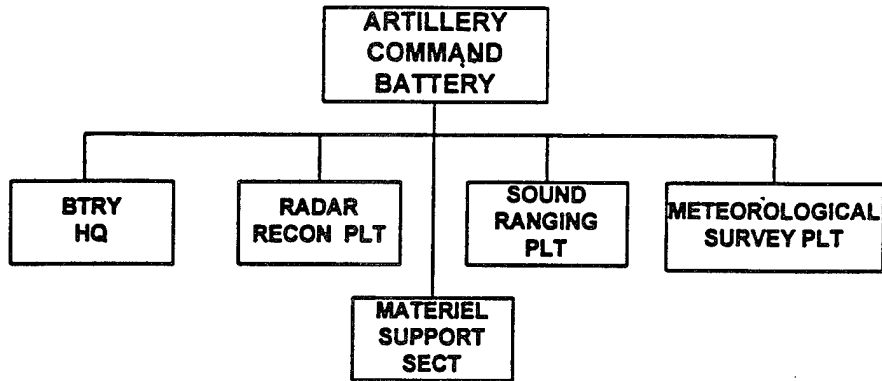 ARTILLERY
COMMAND
BATTERY
BTRY
HQ
RADAR
RECON PLT
SOUND
RANGING
PLT
METEOROLOGICAL
SURVEY PLT
MATERIEL
SUPPORT
SECT